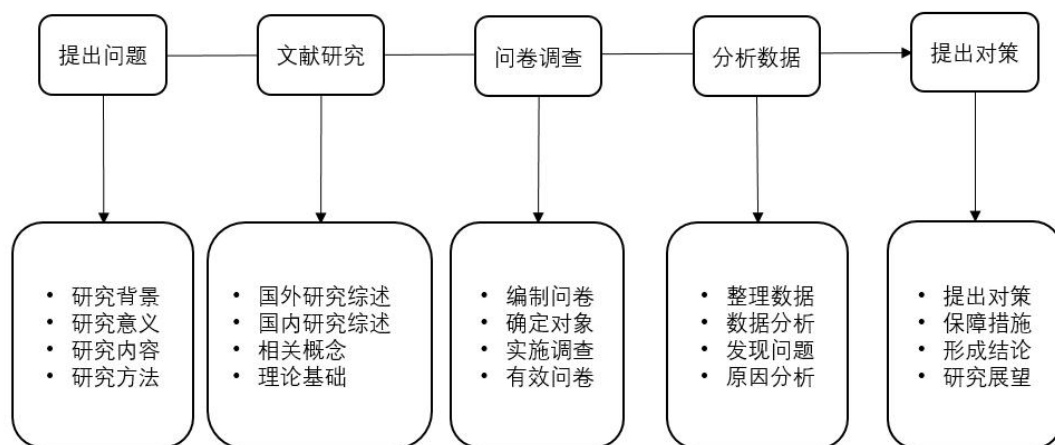 提出问题
文献研究
问卷调查
分析数据
提出对策
• 研究背景
• 研究意义
• 研究内容
• 研究方法
• 国外研究综述
• 国内研究综述
• 相关概念
• 理论基础
• 编制问卷
• 确定对象
• 实施调查
• 有效问卷
• 整理数据
• 数据分析
• 发现问题
• 原因分析
• 提出对策
• 保障措施
• 形成结论
• 研究展望